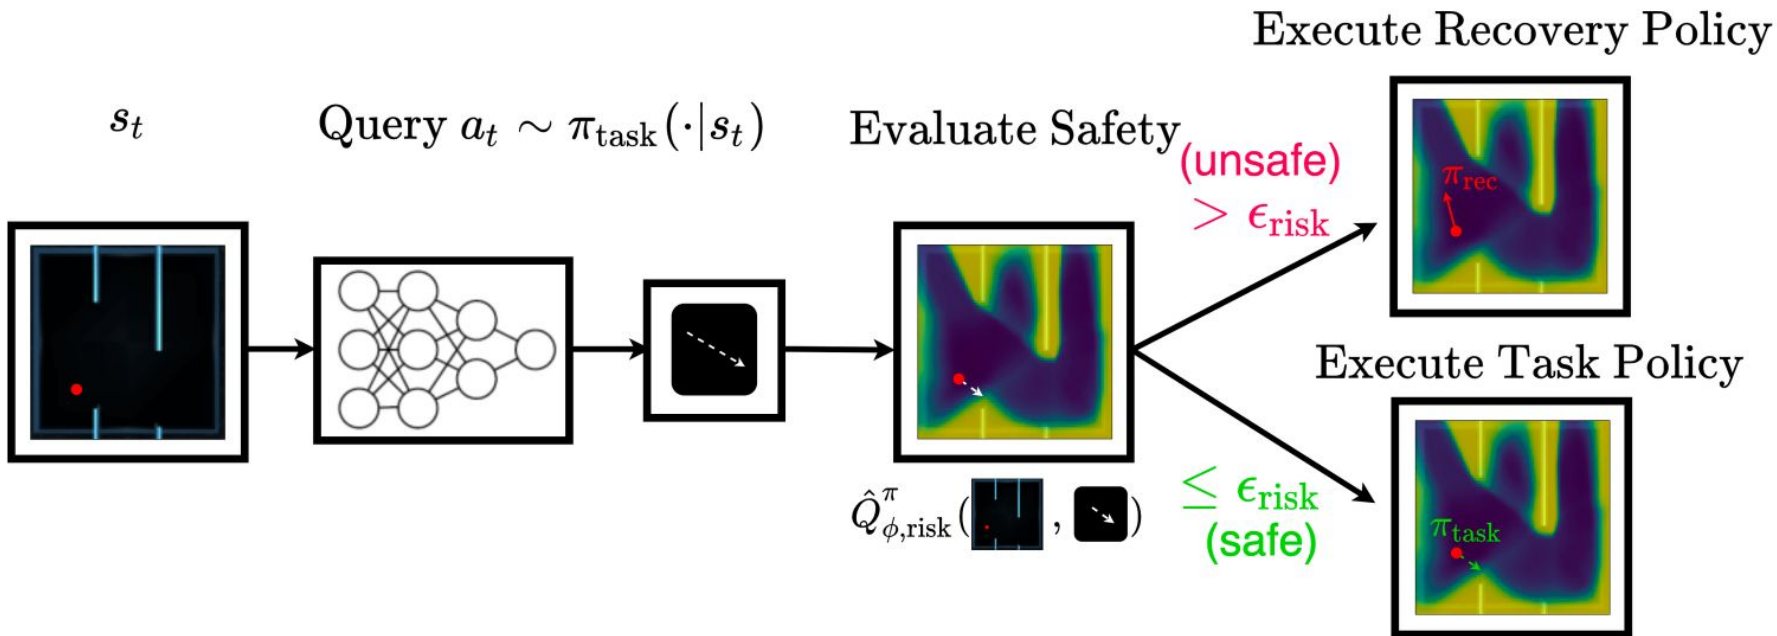 s_t
Query a_t ∼ π_task(·|s_t)
Evaluate Safety
(unsafe)
> ϵ_risk
Execute Recovery Policy
π_rec
Q̂^π_ϕ,risk( , )
≤ ϵ_risk
(safe)
Execute Task Policy
π_task